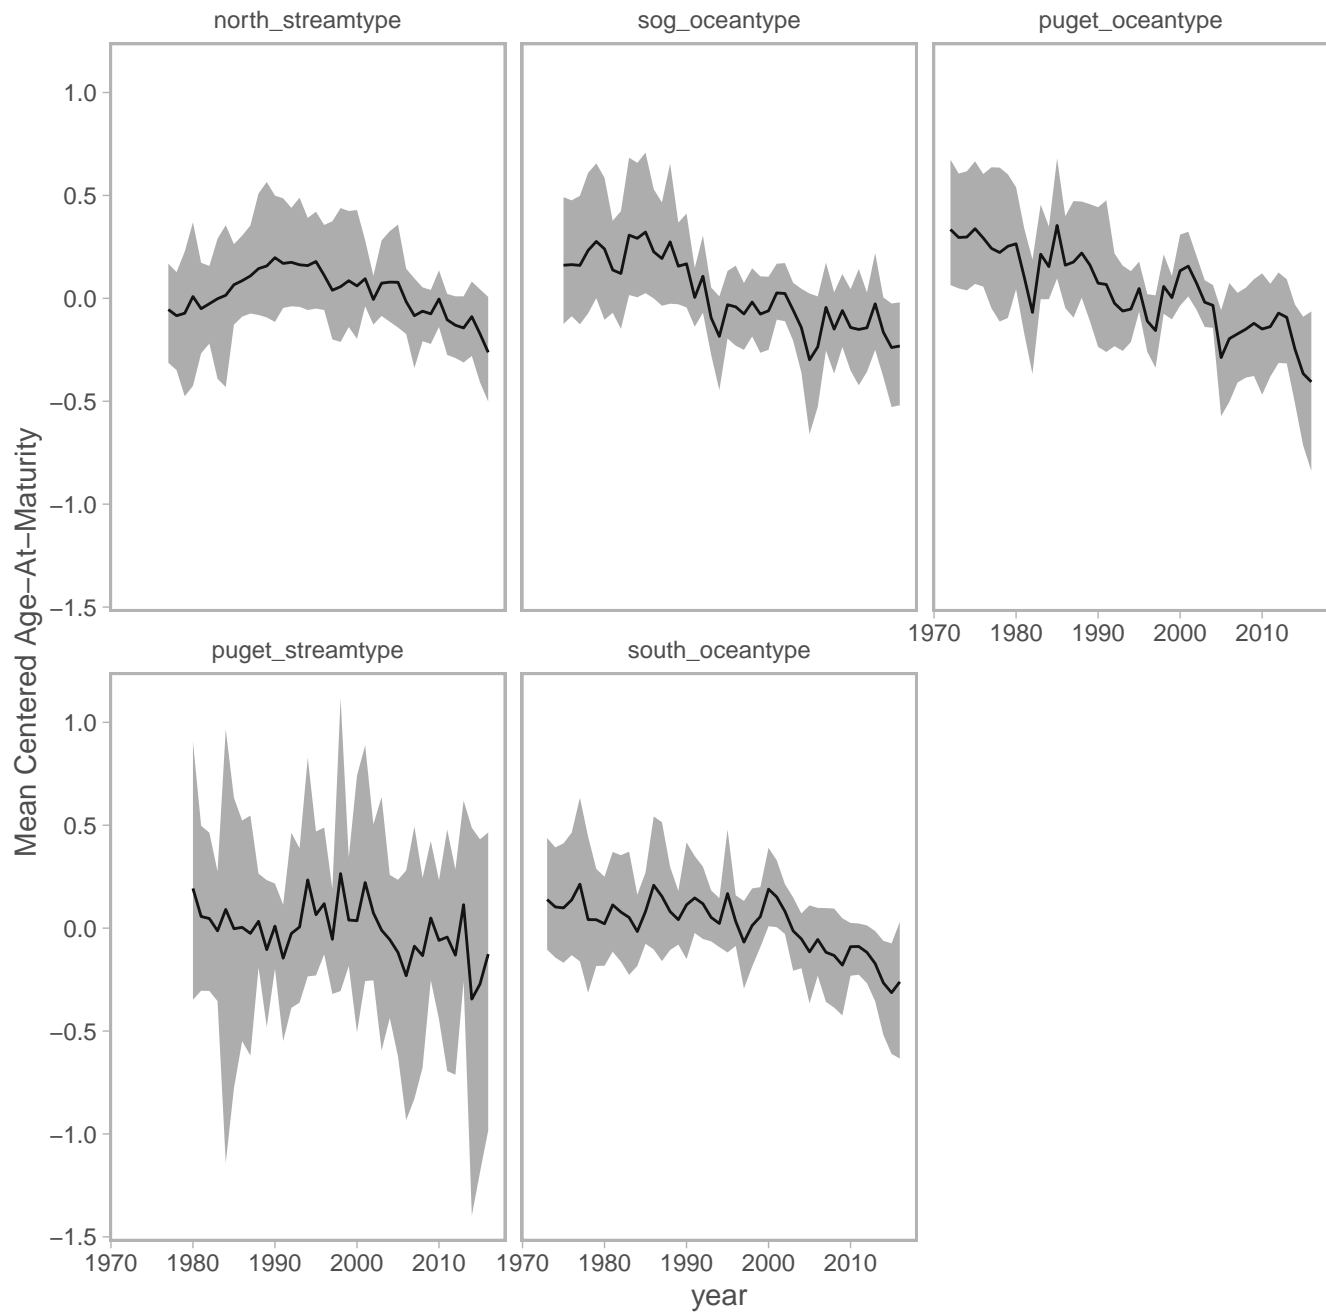 north_streamtype
sog_oceantype
puget_oceantype
1.0
0.5
0.0
−0.5
−1.0
−1.5
1970 1980 1990 2000 2010
puget_streamtype
south_oceantype
1.0
0.5
0.0
−0.5
−1.0
−1.5
1970 1980 1990 2000 2010
1970 1980 1990 2000 2010
year
Mean Centered Age−At−Maturity